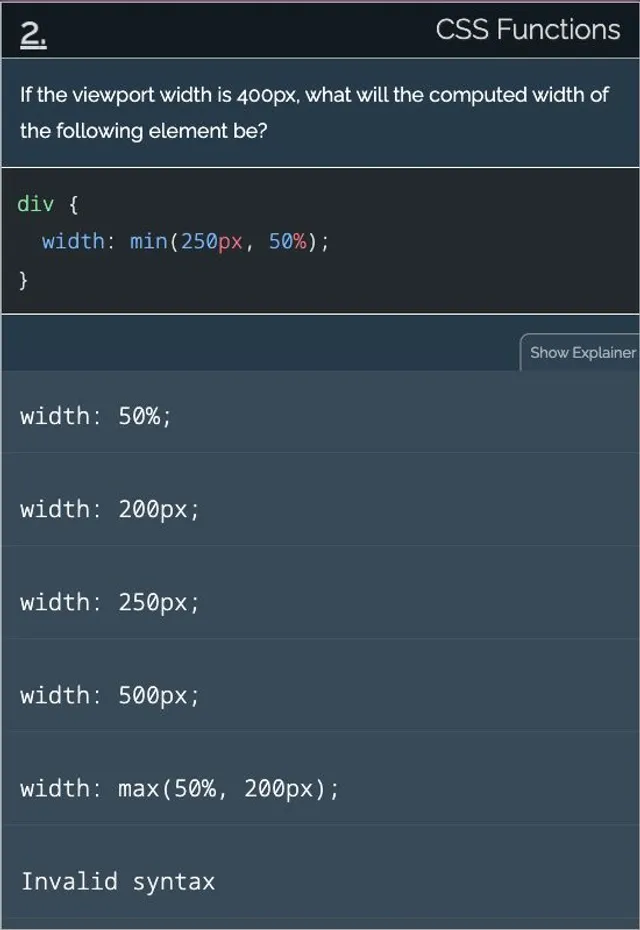 2.
CSS Functions
If the viewport width is 400px, what will the computed width of
the following element be?
div {
  width: min(250px, 50%);
}
Show Explainer
width: 50%;
width: 200px;
width: 250px;
width: 500px;
width: max(50%, 200px);
Invalid syntax